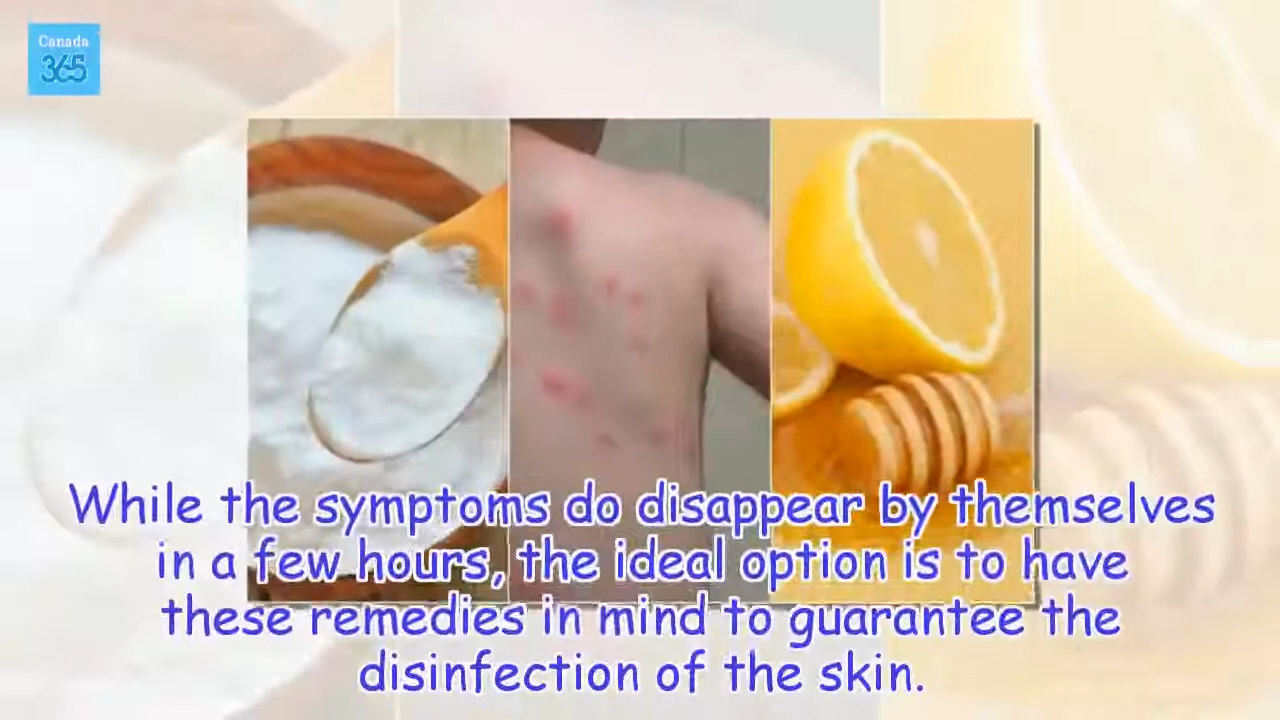 Canada
365
While the symptoms do disappear by themselves
in a few hours, the ideal option is to have
these remedies in mind to guarantee the
disinfection of the skin.